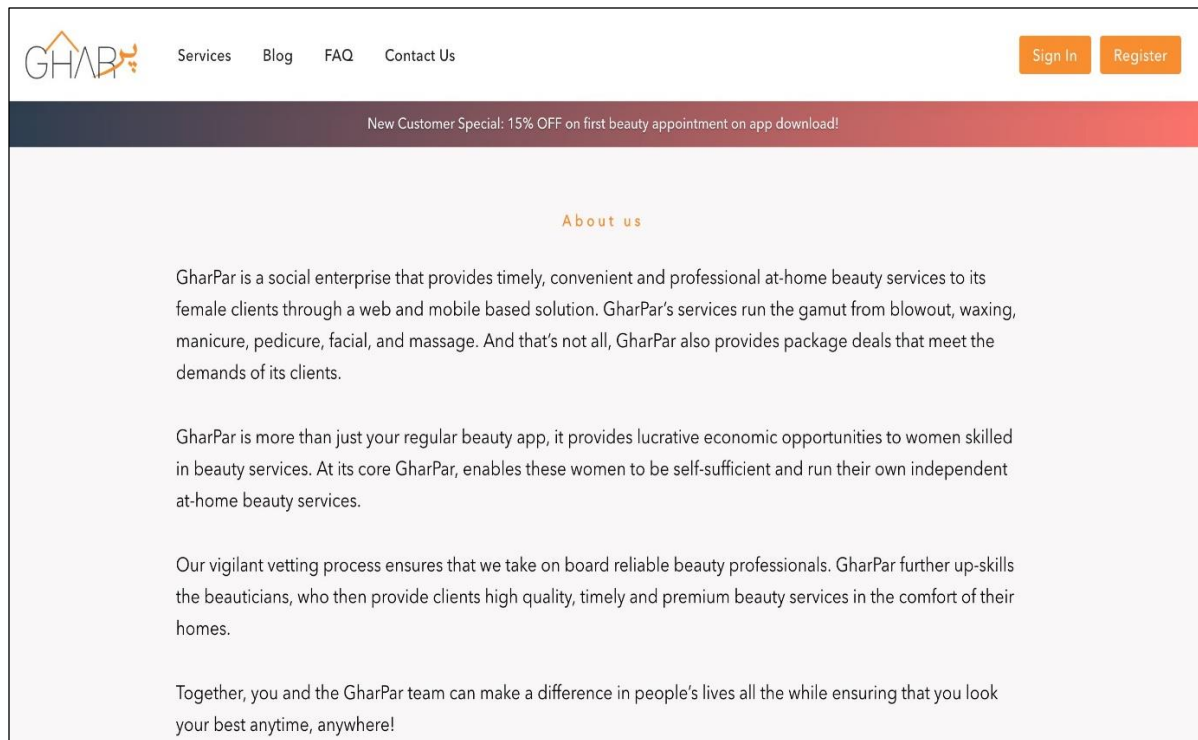 GHAR پر
Services Blog FAQ Contact Us
Sign In Register
New Customer Special: 15% OFF on first beauty appointment on app download!
About us
GharPar is a social enterprise that provides timely, convenient and professional at-home beauty services to its
female clients through a web and mobile based solution. GharPar's services run the gamut from blowout, waxing,
manicure, pedicure, facial, and massage. And that's not all, GharPar also provides package deals that meet the
demands of its clients.
GharPar is more than just your regular beauty app, it provides lucrative economic opportunities to women skilled
in beauty services. At its core GharPar, enables these women to be self-sufficient and run their own independent
at-home beauty services.
Our vigilant vetting process ensures that we take on board reliable beauty professionals. GharPar further up-skills
the beauticians, who then provide clients high quality, timely and premium beauty services in the comfort of their
homes.
Together, you and the GharPar team can make a difference in people's lives all the while ensuring that you look
your best anytime, anywhere!